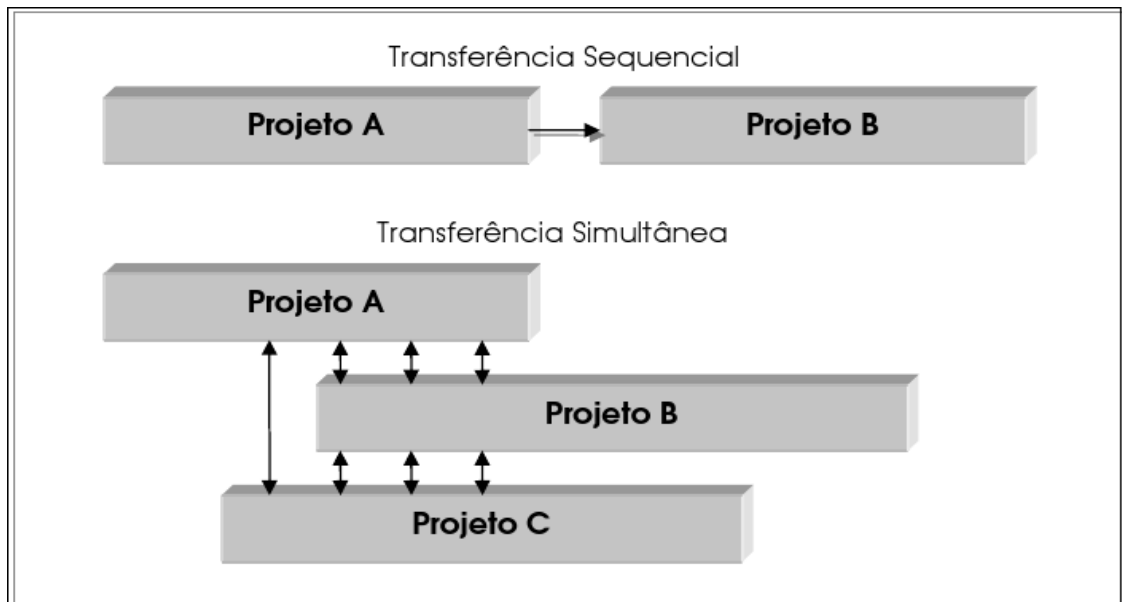 Transferência Sequencial
Projeto A
Projeto B
Transferência Simultânea
Projeto A
Projeto B
Projeto C